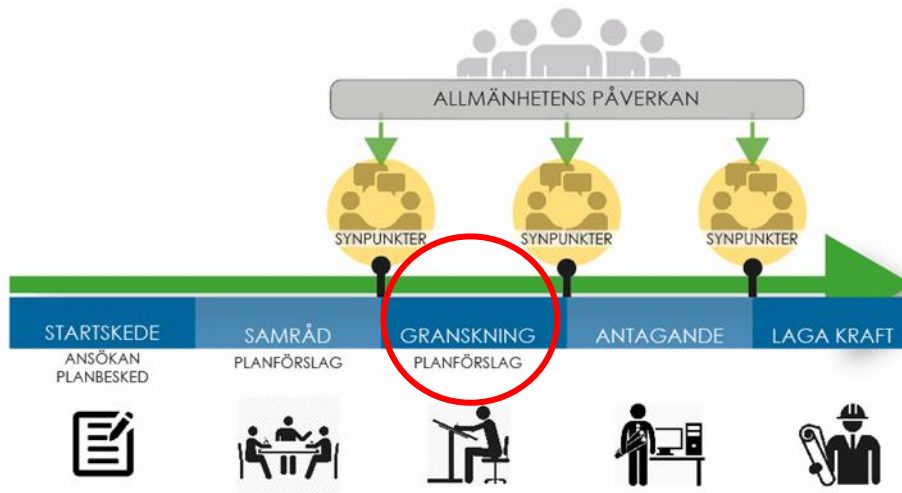 ALLMÄNHETENS PÅVERKAN
SYNPUNKTER SYNPUNKTER SYNPUNKTER
STARTSKEDE SAMRÅD GRANSKNING ANTAGANDE LAGA KRAFT
ANSÖKAN PLANFÖRSLAG PLANFÖRSLAG
PLANBESKED